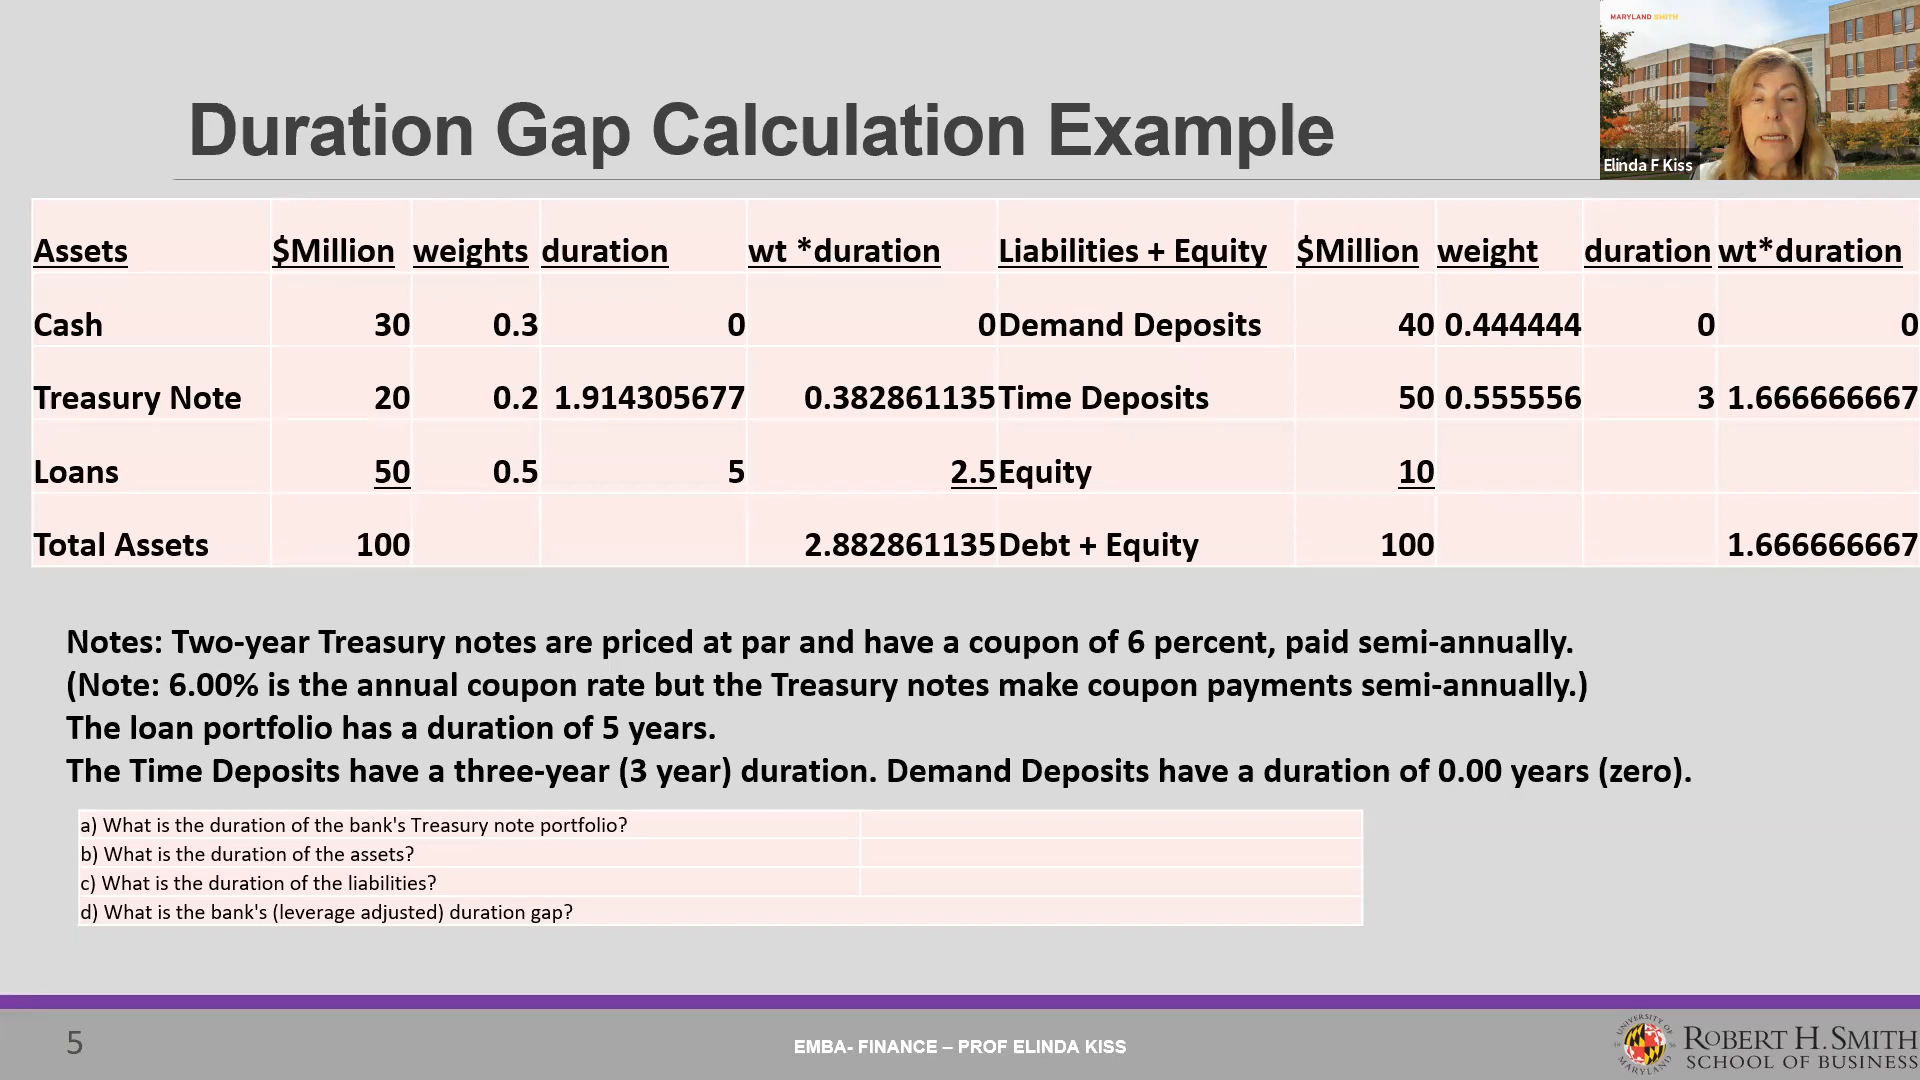 MARYLAND SMITH
Elinda F Kiss
Duration Gap Calculation Example
Assets $Million weights duration wt *duration Liabilities + Equity $Million weight duration wt*duration
Cash 30 0.3 0 0 Demand Deposits 40 0.444444 0 0
Treasury Note 20 0.2 1.914305677 0.382861135 Time Deposits 50 0.555556 3 1.666666667
Loans 50 0.5 5 2.5 Equity 10
Total Assets 100 2.882861135 Debt + Equity 100 1.666666667
Notes: Two-year Treasury notes are priced at par and have a coupon of 6 percent, paid semi-annually.
(Note: 6.00% is the annual coupon rate but the Treasury notes make coupon payments semi-annually.)
The loan portfolio has a duration of 5 years.
The Time Deposits have a three-year (3 year) duration. Demand Deposits have a duration of 0.00 years (zero).
a) What is the duration of the bank's Treasury note portfolio?
b) What is the duration of the assets?
c) What is the duration of the liabilities?
d) What is the bank's (leverage adjusted) duration gap?
5
EMBA- FINANCE – PROF ELINDA KISS
UNIVERSITY OF
MARYLAND
ROBERT H. SMITH
SCHOOL OF BUSINESS